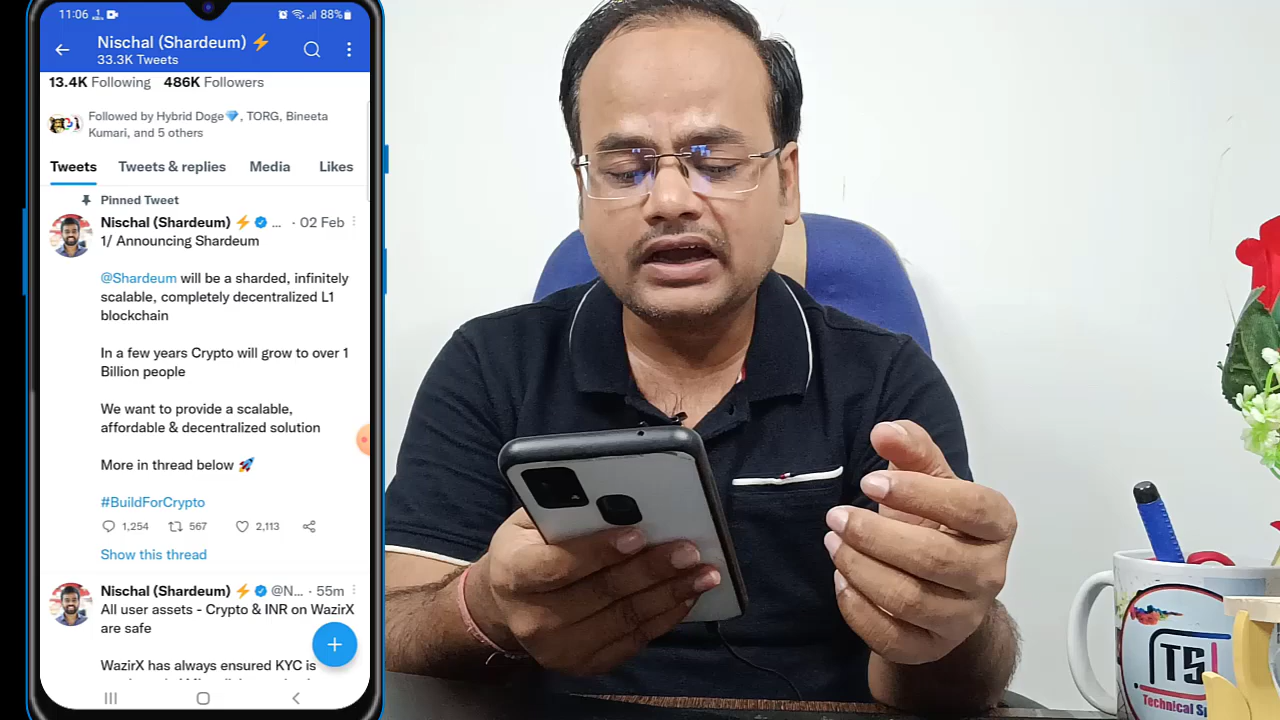 11:06
88%
Nischal (Shardeum) ⚡
33.3K Tweets
13.4K Following 486K Followers
Followed by Hybrid Doge💎, TORG, Bineeta
Kumari, and 5 others
Tweets Tweets & replies Media Likes
Pinned Tweet
Nischal (Shardeum) ⚡ ... · 02 Feb
1/ Announcing Shardeum
@Shardeum will be a sharded, infinitely
scalable, completely decentralized L1
blockchain
In a few years Crypto will grow to over 1
Billion people
We want to provide a scalable,
affordable & decentralized solution
More in thread below 🚀
#BuildForCrypto
1,254 567 2,113
Show this thread
Nischal (Shardeum) ⚡ @N... · 55m
All user assets - Crypto & INR on WazirX
are safe
WazirX has always ensured KYC is
TS
Technical